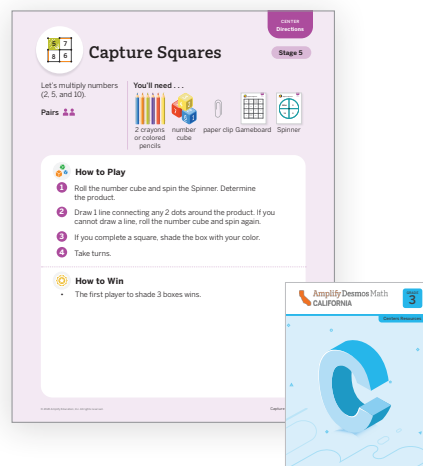 CENTER
Directions
5 7
8 6
Capture Squares
Stage 5
Let's multiply numbers
(2, 5, and 10).
Pairs
You'll need . . .
2 crayons
or colored
pencils
number
cube
paper clip
Gameboard
Spinner
How to Play
1 Roll the number cube and spin the Spinner. Determine
the product.
2 Draw 1 line connecting any 2 dots around the product. If you
cannot draw a line, roll the number cube and spin again.
3 If you complete a square, shade the box with your color.
4 Take turns.
How to Win
• The first player to shade 3 boxes wins.
Capture
Amplify Desmos Math
CALIFORNIA
GRADE
3
Centers Resources